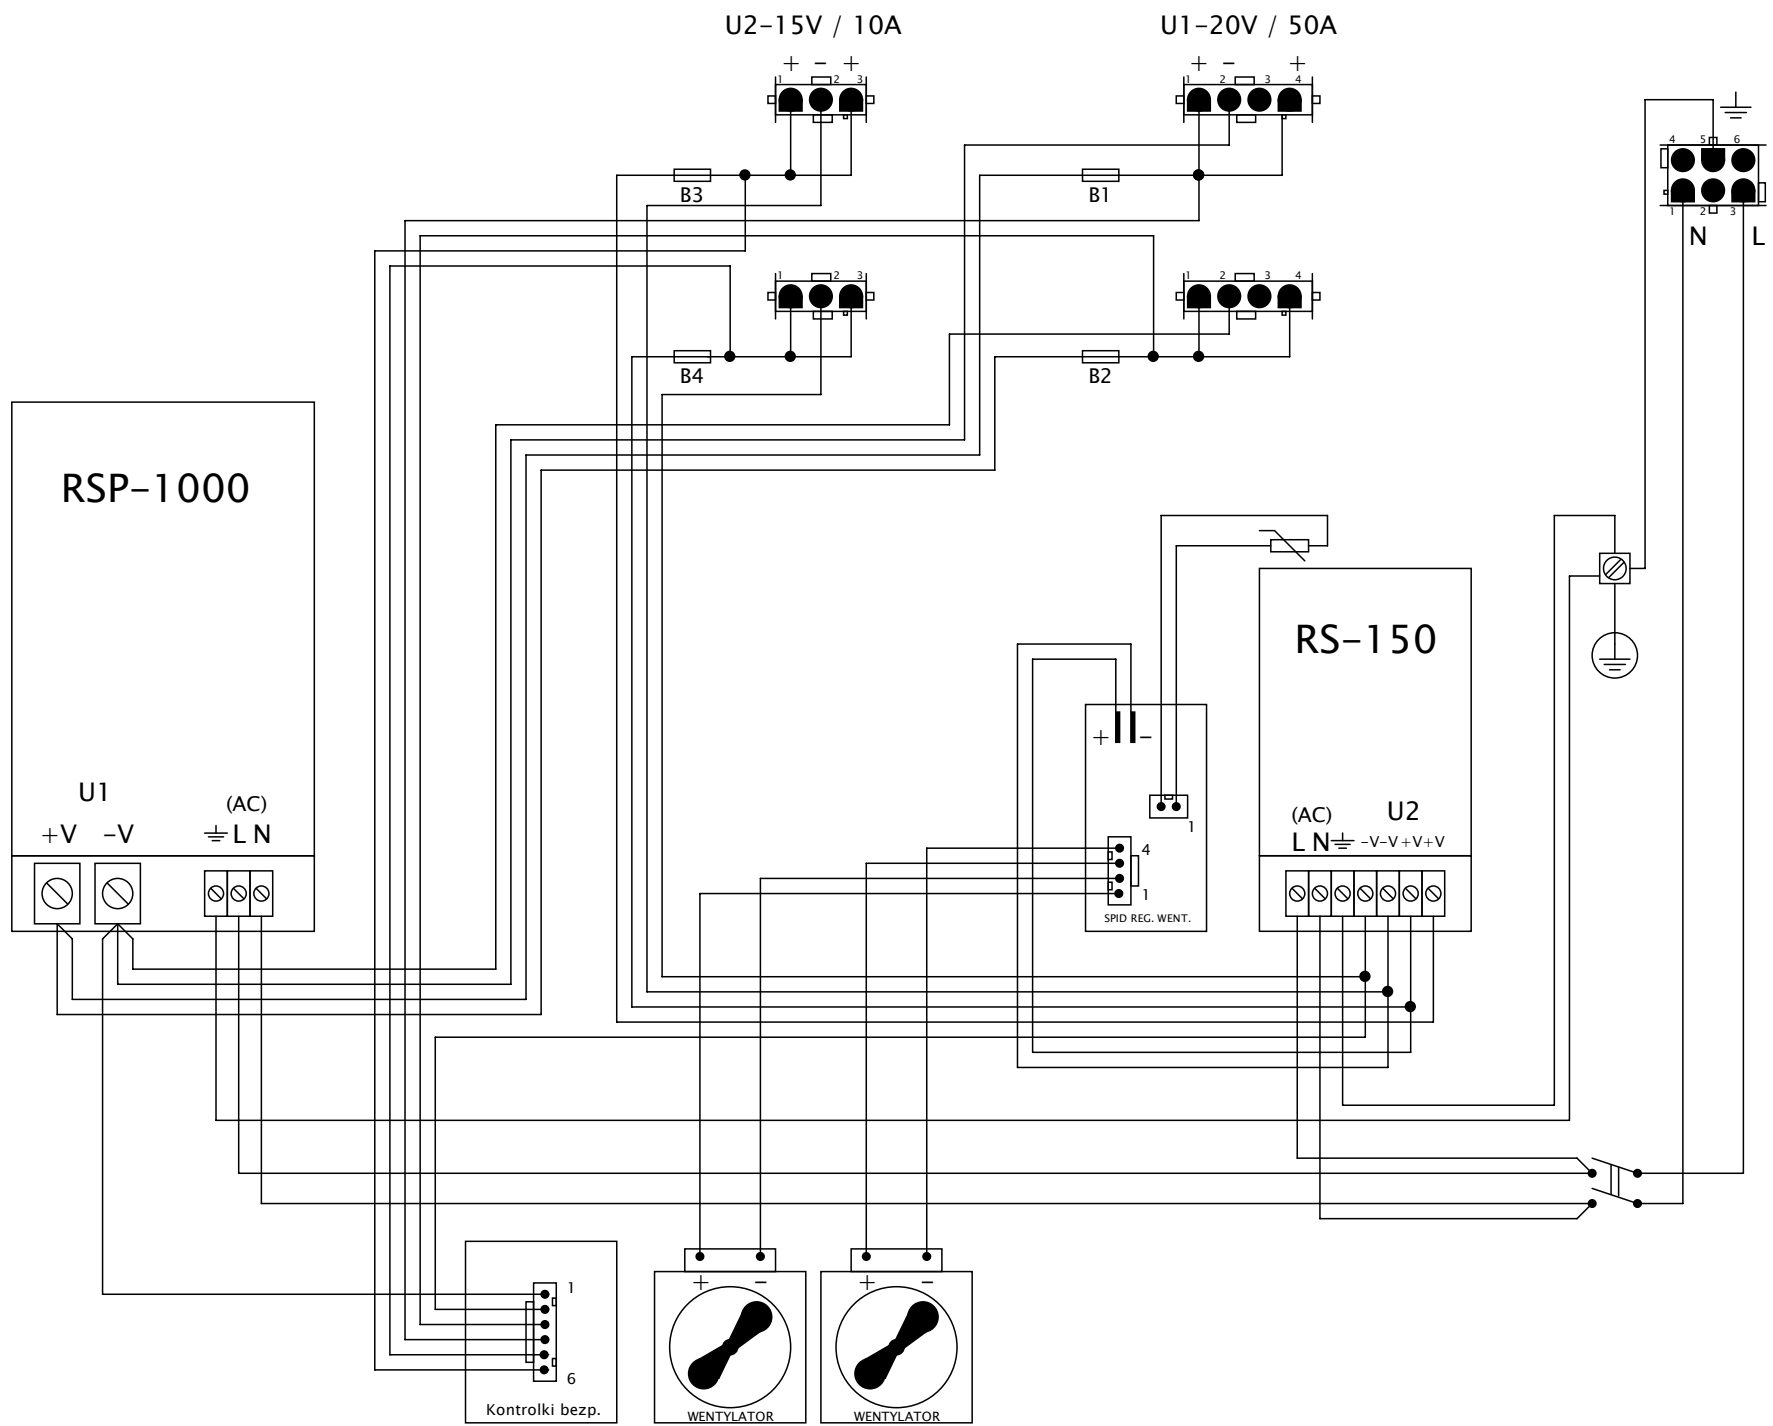 U2-15V / 10A
U1-20V / 50A
+ - +
+ - +
1 2 3
1 2 3 4
B3
B1
4 5 6
1 2 3
N L
1 2 3
1 2 3 4
B4
B2
RSP-1000
RS-150
+ -
U1
(AC)
+V -V
L N
1
(AC)
U2
L N
-V-V+V+V
4
1
SPID REG. WENT.
1
6
Kontrolki bezp.
+ -
WENTYLATOR
+ -
WENTYLATOR